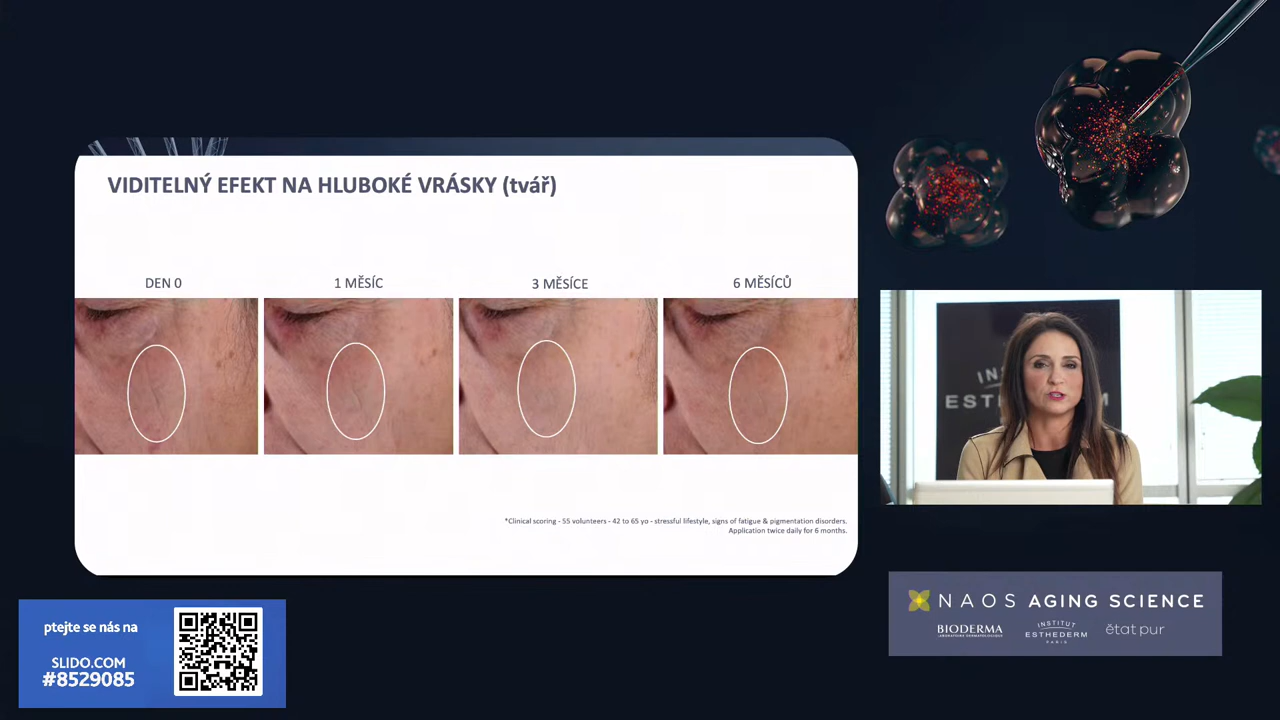 VIDITELNÝ EFEKT NA HLUBOKÉ VRÁSKY (tvář)
DEN 0
1 MĚSÍC
3 MĚSÍCE
6 MĚSÍCŮ
*Clinical scoring - 55 volunteers - 42 to 65 yo - stressful lifestyle, signs of fatigue & pigmentation disorders.
Application twice daily for 6 months.
ptejte se nás na
SLIDO.COM
#8529085
NAOS AGING SCIENCE
BIODERMA
LABORATOIRE DERMATOLOGIQUE
INSTITUT
ESTHEDERM
PARIS
état pur